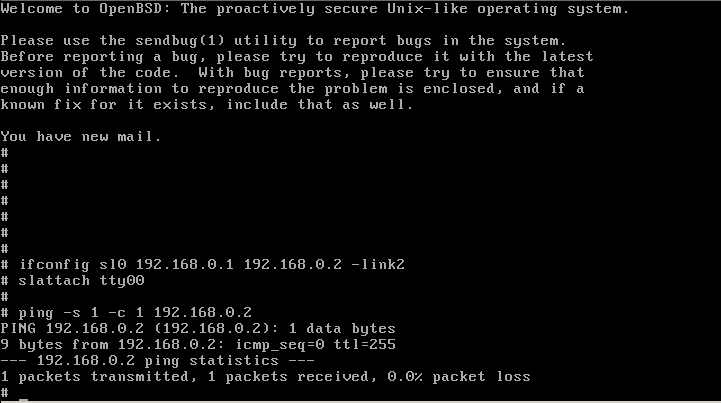 Welcome to OpenBSD: The proactively secure Unix-like operating system.
Please use the sendbug(1) utility to report bugs in the system.
Before reporting a bug, please try to reproduce it with the latest
version of the code.  With bug reports, please try to ensure that
enough information to reproduce the problem is enclosed, and if a
known fix for it exists, include that as well.
You have new mail.
#
#
#
#
#
#
#
# ifconfig sl0 192.168.0.1 192.168.0.2 -link2
# slattach tty00
#
# ping -s 1 -c 1 192.168.0.2
PING 192.168.0.2 (192.168.0.2): 1 data bytes
9 bytes from 192.168.0.2: icmp_seq=0 ttl=255
--- 192.168.0.2 ping statistics ---
1 packets transmitted, 1 packets received, 0.0% packet loss
# _